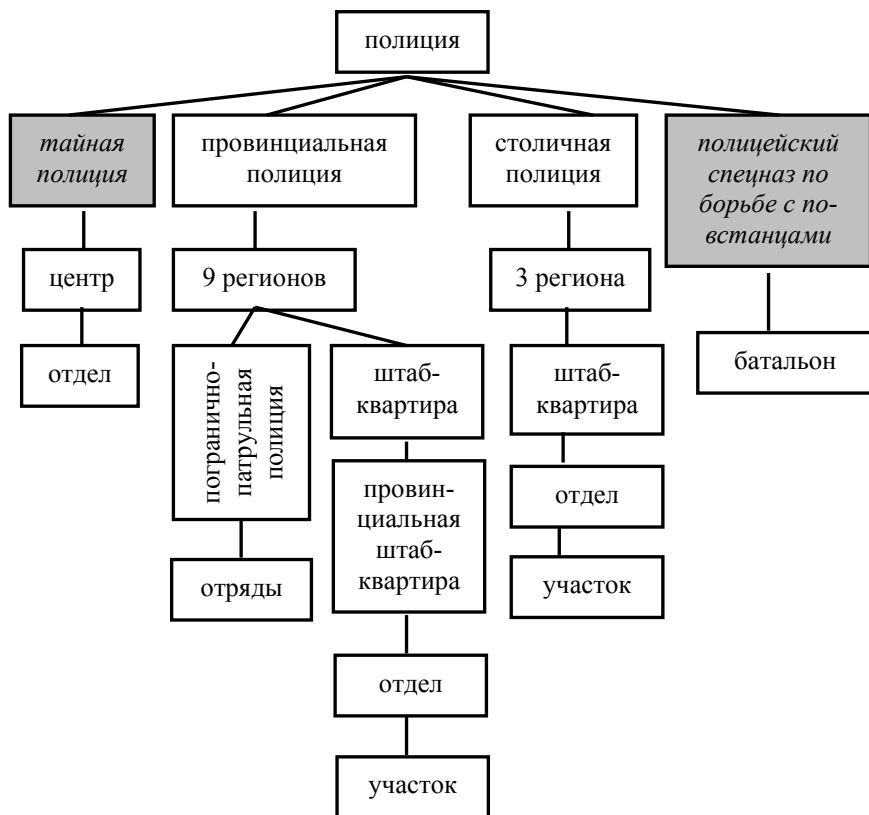 полиция
тайная
полиция
провинциальная
полиция
столичная
полиция
полицейский
спецназ по
борьбе с по-
встанцами
центр
9 регионов
3 региона
отдел
погранично-
патрульная
полиция
штаб-
квартира
штаб-
квартира
батальон
провин-
циальная
штаб-
квартира
отдел
отряды
участок
отдел
участок